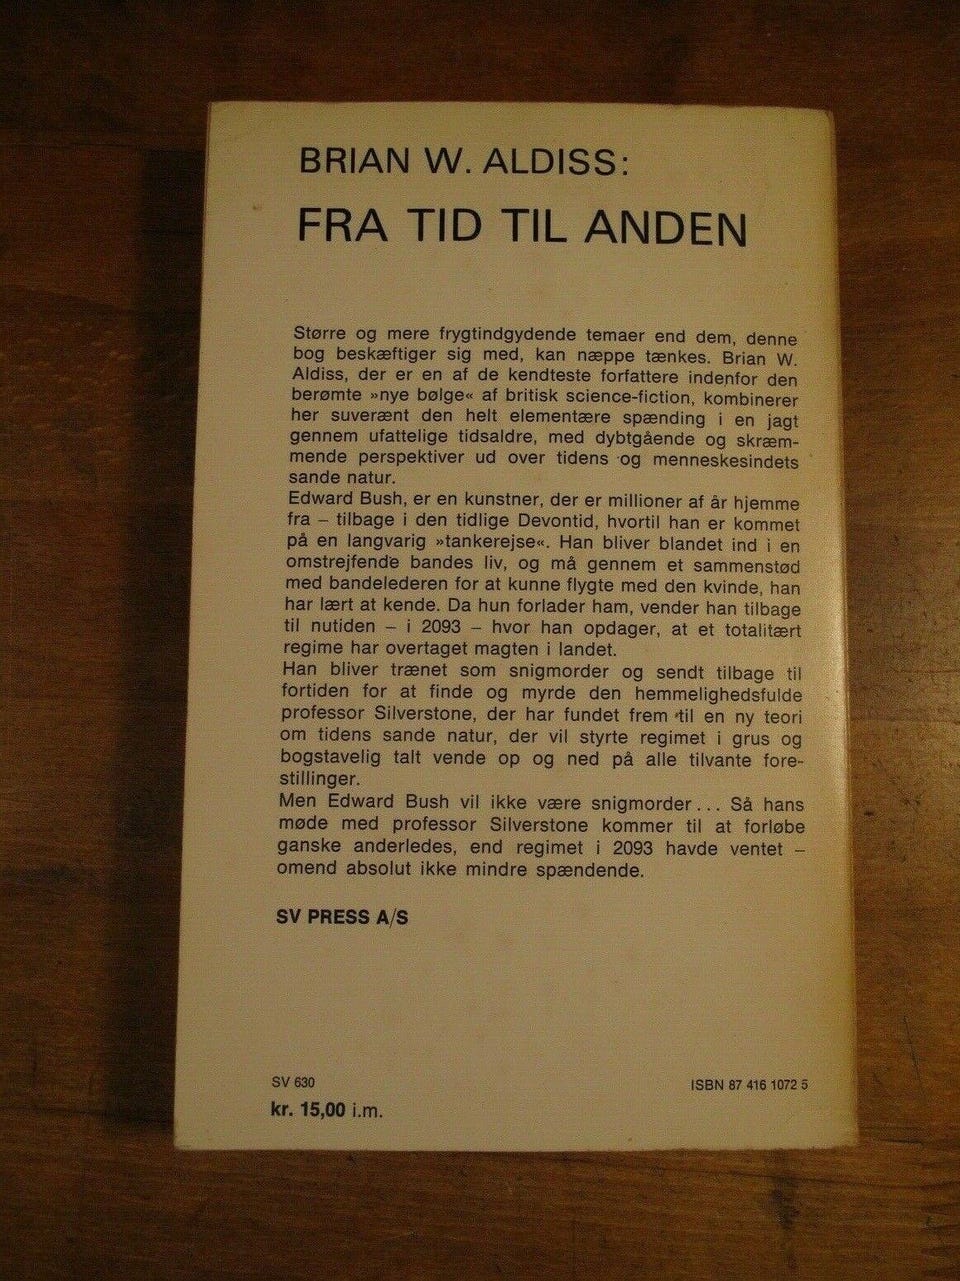 BRIAN W. ALDISS:
FRA TID TIL ANDEN
Større og mere frygtindgydende temaer end dem, denne
bog beskæftiger sig med, kan næppe tænkes. Brian W.
Aldiss, der er en af de kendteste forfattere indenfor den
berømte »nye bølge« af britisk science-fiction, kombinerer
her suverænt den helt elementære spænding i en jagt
gennem ufattelige tidsaldre, med dybtgående og skræm-
mende perspektiver ud over tidens og menneskesindets
sande natur.
Edward Bush, er en kunstner, der er millioner af år hjemme
fra – tilbage i den tidlige Devontid, hvortil han er kommet
på en langvarig »tankerejse«. Han bliver blandet ind i en
omstrejfende bandes liv, og må gennem et sammenstød
med bandelederen for at kunne flygte med den kvinde, han
har lært at kende. Da hun forlader ham, vender han tilbage
til nutiden – i 2093 – hvor han opdager, at et totalitært
regime har overtaget magten i landet.
Han bliver trænet som snigmorder og sendt tilbage til
fortiden for at finde og myrde den hemmelighedsfulde
professor Silverstone, der har fundet frem til en ny teori
om tidens sande natur, der vil styrte regimet i grus og
bogstavelig talt vende op og ned på alle tilvante fore-
stillinger.
Men Edward Bush vil ikke være snigmorder... Så hans
møde med professor Silverstone kommer til at forløbe
ganske anderledes, end regimet i 2093 havde ventet –
omend absolut ikke mindre spændende.
SV PRESS A/S
SV 630
ISBN 87 416 1072 5
kr. 15,00 i.m.